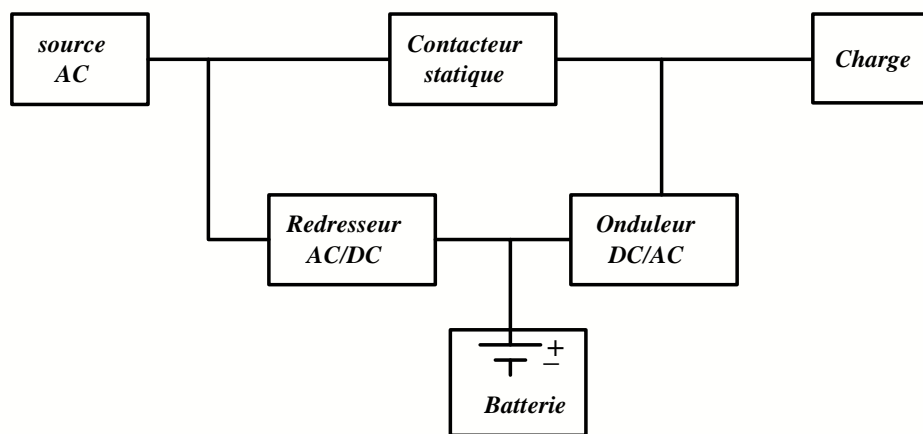 source
AC
Contacteur
statique
Charge
Redresseur
AC/DC
Onduleur
DC/AC
+
−
Batterie